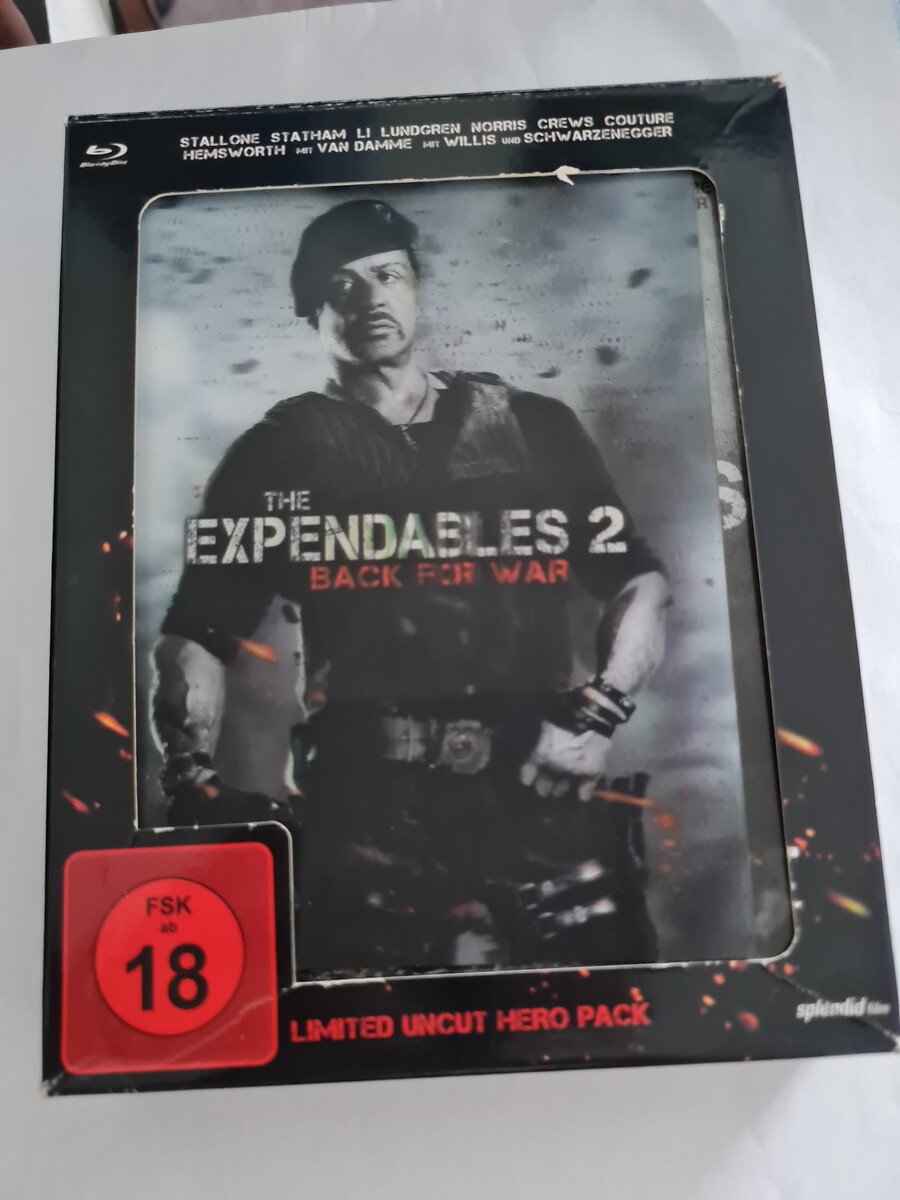 Blu-ray Disc
STALLONE STATHAM LI LUNDGREN NORRIS CREWS COUTURE
HEMSWORTH MIT VAN DAMME MIT WILLIS UND SCHWARZENEGGER
THE
EXPENDABLES 2
BACK FOR WAR
FSK
ab
18
LIMITED UNCUT HERO PACK
splendid film